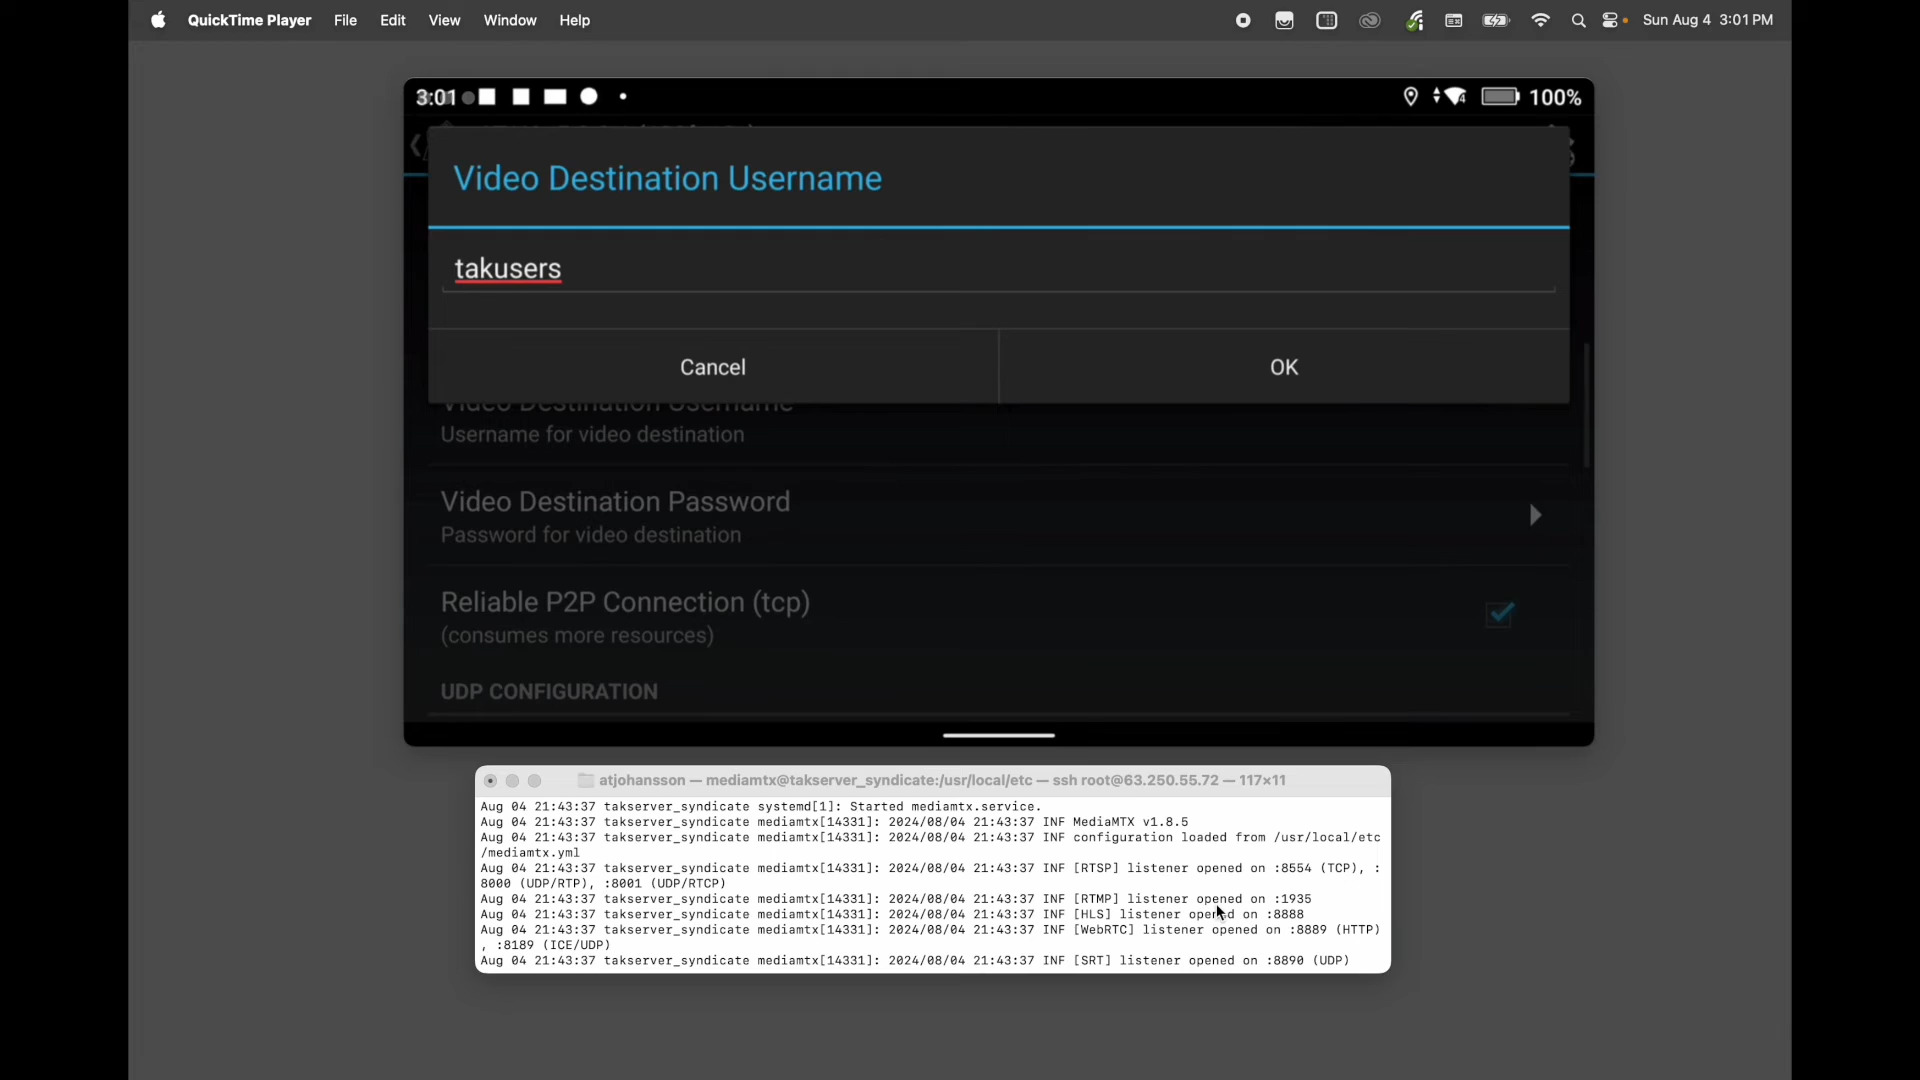 QuickTime Player File Edit View Window Help Sun Aug 4 3:01 PM
3:01 100%
Video Destination Username
takusers
Cancel OK
Video Destination Username
Username for video destination
Video Destination Password
Password for video destination
Reliable P2P Connection (tcp)
(consumes more resources)
UDP CONFIGURATION
atjohansson — mediamtx@takserver_syndicate:/usr/local/etc — ssh root@63.250.55.72 — 117×11
Aug 04 21:43:37 takserver_syndicate systemd[1]: Started mediamtx.service.
Aug 04 21:43:37 takserver_syndicate mediamtx[14331]: 2024/08/04 21:43:37 INF MediaMTX v1.8.5
Aug 04 21:43:37 takserver_syndicate mediamtx[14331]: 2024/08/04 21:43:37 INF configuration loaded from /usr/local/etc
/mediamtx.yml
Aug 04 21:43:37 takserver_syndicate mediamtx[14331]: 2024/08/04 21:43:37 INF [RTSP] listener opened on :8554 (TCP), :
8000 (UDP/RTP), :8001 (UDP/RTCP)
Aug 04 21:43:37 takserver_syndicate mediamtx[14331]: 2024/08/04 21:43:37 INF [RTMP] listener opened on :1935
Aug 04 21:43:37 takserver_syndicate mediamtx[14331]: 2024/08/04 21:43:37 INF [HLS] listener opened on :8888
Aug 04 21:43:37 takserver_syndicate mediamtx[14331]: 2024/08/04 21:43:37 INF [WebRTC] listener opened on :8889 (HTTP)
, :8189 (ICE/UDP)
Aug 04 21:43:37 takserver_syndicate mediamtx[14331]: 2024/08/04 21:43:37 INF [SRT] listener opened on :8890 (UDP)